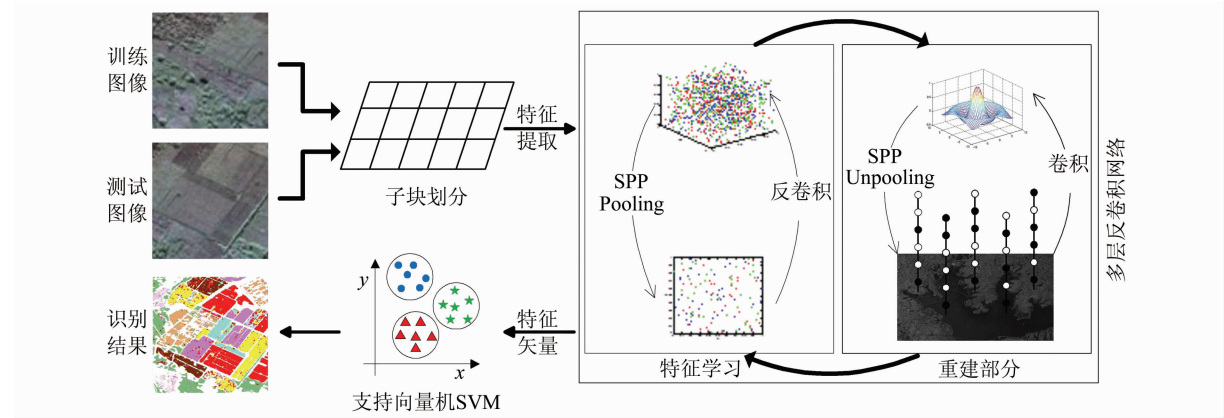 训练
图像
测试
图像
识别
结果
子块划分
特征
提取
SPP
Pooling
反卷积
特征学习
SPP
Unpooling
卷积
重建部分
多层反卷积网络
特征
矢量
y
x
支持向量机SVM